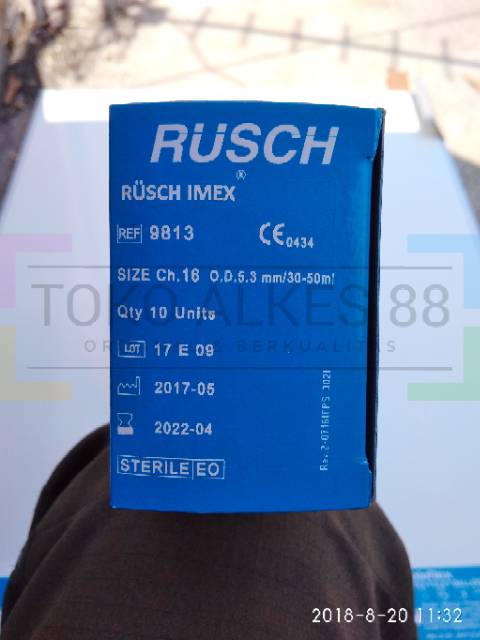 RÜSCH
®
RÜSCH IMEX
REF 9813
CE 0434
SIZE Ch.16 O.D.5.3 mm/30-50ml
TOKO ALKES 88
Qty 10 Units
LOT 17 E 09
2017-05
2022-04
STERILE EO
2018-8-20 11:32